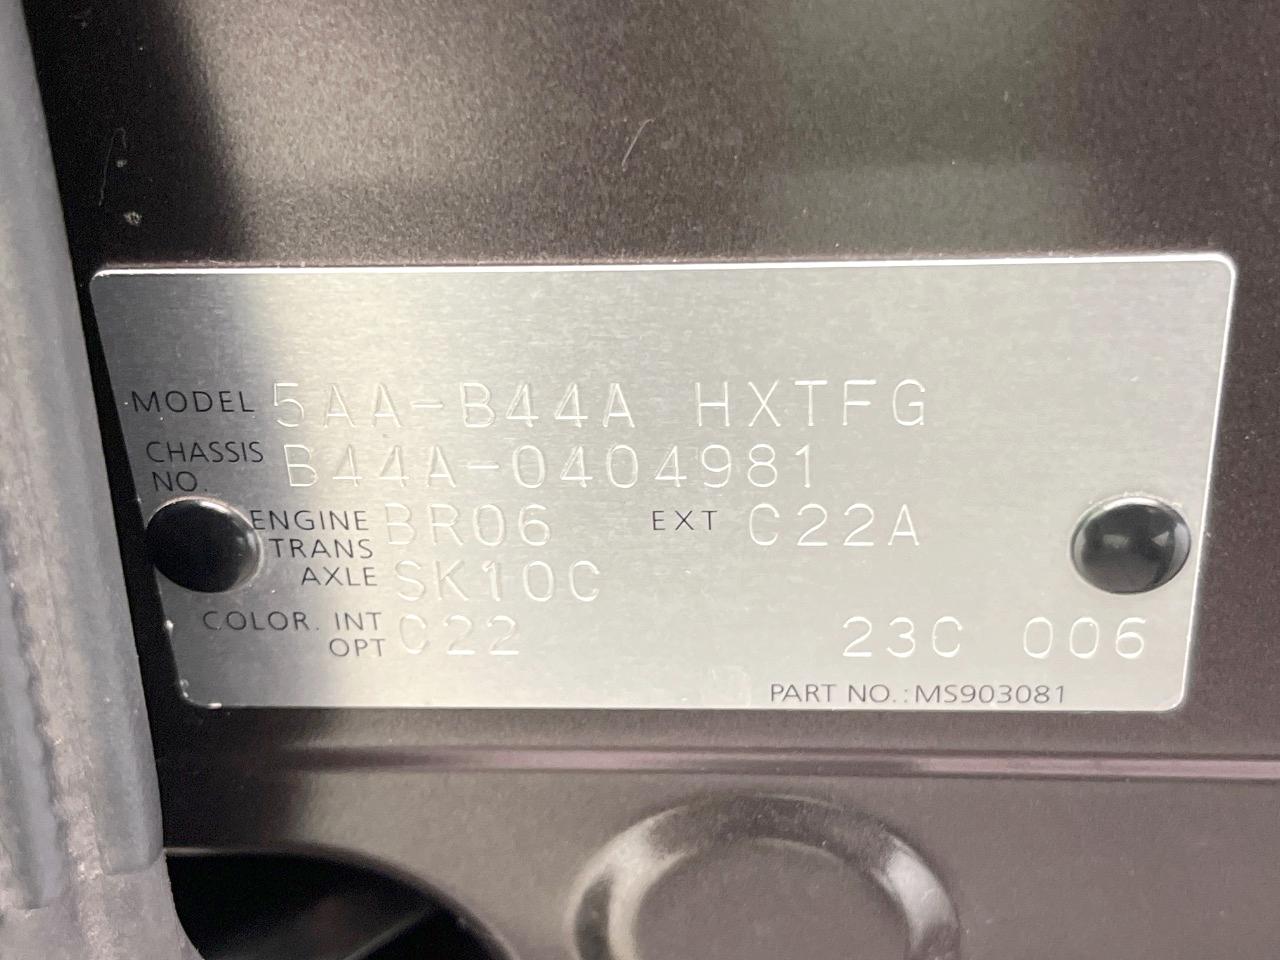 MODEL 5AA-B44A HXTFG
CHASSIS NO. B44A-0404981
ENGINE BR06 EXT C22A
TRANS AXLE SK10C
COLOR. INT OPT C22 23C 006
PART NO.:MS903081